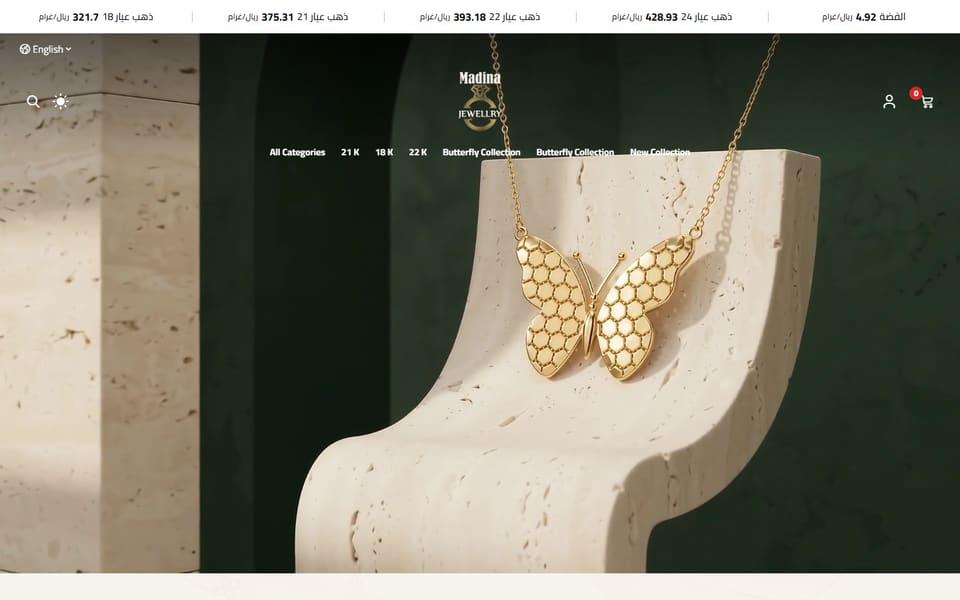 الفضة 4.92 ريال/غرام
ذهب عيار 24 428.93 ريال/غرام
ذهب عيار 22 393.18 ريال/غرام
ذهب عيار 21 375.31 ريال/غرام
ذهب عيار 18 321.7 ريال/غرام
English
Madina
JEWELLRY
0
All Categories 21 K 18 K 22 K Butterfly Collection Butterfly Collection New Collection